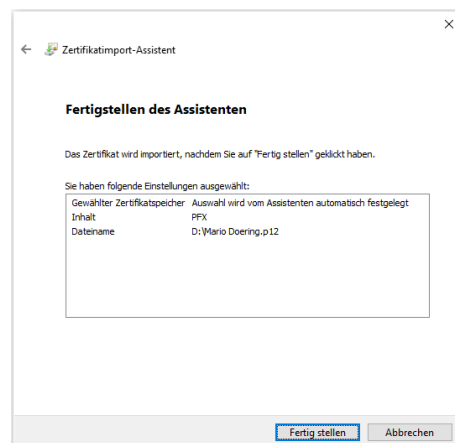 Zertifikatimport-Assistent
Fertigstellen des Assistenten
Das Zertifikat wird importiert, nachdem Sie auf "Fertig stellen" geklickt haben.
Sie haben folgende Einstellungen ausgewählt:
Gewählter Zertifikatspeicher Auswahl wird vom Assistenten automatisch festgelegt
Inhalt PFX
Dateiname D:\Mario Doering.p12
Fertig stellen Abbrechen